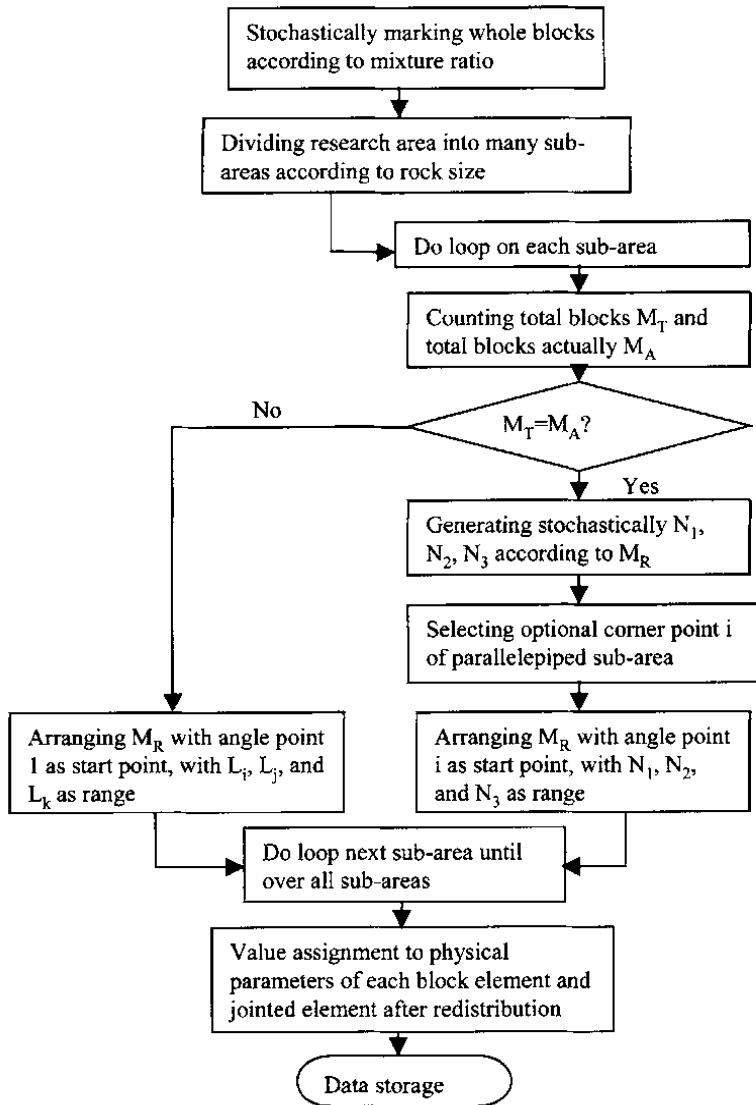 Stochastically marking whole blocks
according to mixture ratio
Dividing research area into many sub-
areas according to rock size
Do loop on each sub-area
Counting total blocks M_T and
total blocks actually M_A
No
M_T=M_A?
Yes
Generating stochastically N_1,
N_2, N_3 according to M_R
Selecting optional corner point i
of parallelepiped sub-area
Arranging M_R with angle point
1 as start point, with L_i, L_j, and
L_k as range
Arranging M_R with angle point
i as start point, with N_1, N_2,
and N_3 as range
Do loop next sub-area until
over all sub-areas
Value assignment to physical
parameters of each block element and
jointed element after redistribution
Data storage